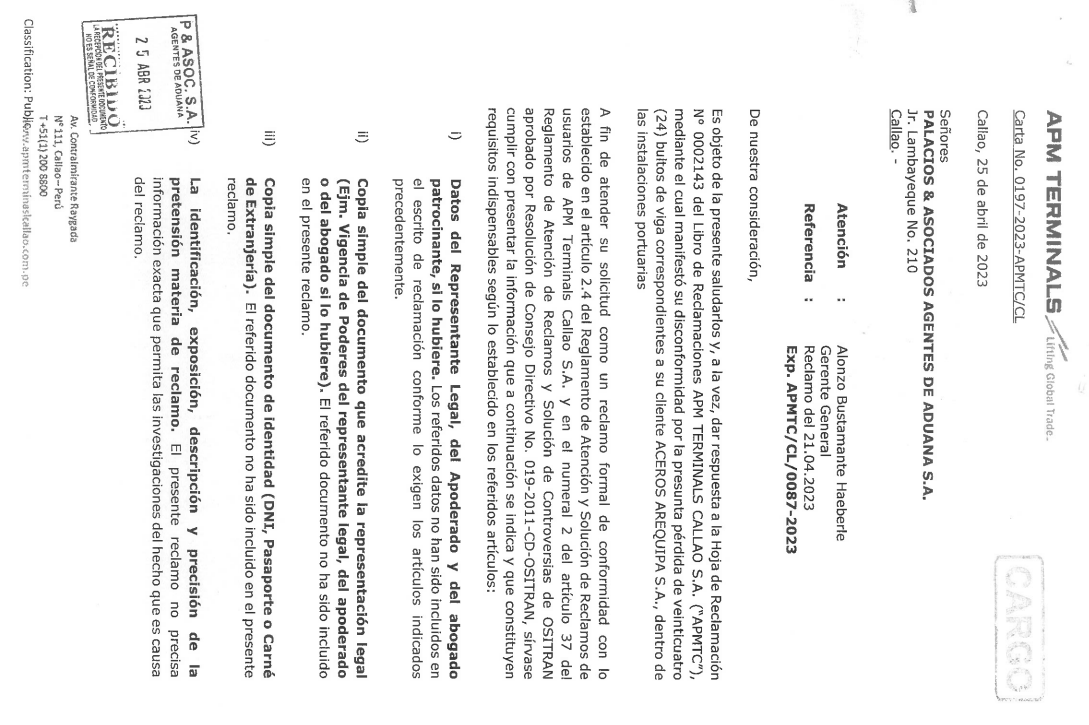 APM TERMINALS
Lifting Global Trade.
CARGO
Carta No. 0197-2023-APMTC/CL
Callao, 25 de abril de 2023
Señores
PALACIOS & ASOCIADOS AGENTES DE ADUANA S.A.
Jr. Lambayeque No. 210
Callao. -
Atención : Alonzo Bustamante Haeberle
Gerente General
Referencia : Reclamo del 21.04.2023
Exp. APMTC/CL/0087-2023
De nuestra consideración,
Es objeto de la presente saludarlos y, a la vez, dar respuesta a la Hoja de Reclamación
N° 0002143 del Libro de Reclamaciones APM TERMINALS CALLAO S.A. ("APMTC"),
mediante el cual manifestó su disconformidad por la presunta pérdida de veinticuatro
(24) bultos de viga correspondientes a su cliente ACEROS AREQUIPA S.A., dentro de
las instalaciones portuarias
A fin de atender su solicitud como un reclamo formal de conformidad con lo
establecido en el artículo 2.4 del Reglamento de Atención y Solución de Reclamos de
usuarios de APM Terminals Callao S.A. y en el numeral 2 del artículo 37 del
Reglamento de Atención de Reclamos y Solución de Controversias de OSITRAN
aprobado por Resolución de Consejo Directivo No. 019-2011-CD-OSITRAN, sírvase
cumplir con presentar la información que a continuación se indica y que constituyen
requisitos indispensables según lo establecido en los referidos artículos:
i) Datos del Representante Legal, del Apoderado y del abogado
patrocinante, si lo hubiere. Los referidos datos no han sido incluidos en
el escrito de reclamación conforme lo exigen los artículos indicados
precedentemente.
ii) Copia simple del documento que acredite la representación legal
(Ejm. Vigencia de Poderes del representante legal, del apoderado
o del abogado si lo hubiere). El referido documento no ha sido incluido
en el presente reclamo.
iii) Copia simple del documento de identidad (DNI, Pasaporte o Carné
de Extranjería). El referido documento no ha sido incluido en el presente
reclamo.
iv) La identificación, exposición, descripción y precisión de la
pretensión materia de reclamo. El presente reclamo no precisa
información exacta que permita las investigaciones del hecho que es causa
del reclamo.
P & ASOC. S.A.
AGENTES DE ADUANA
25 ABR 2023
RECIBIDO
LA RECEPCION DEL PRESENTE DOCUMENTO
NO ES SEÑAL DE CONFORMIDAD
Av. Contralmirante Raygada
N° 111, Callao – Perú
T +51(1) 200 8800
www.apmterminalscallao.com.pe
Classification: Public